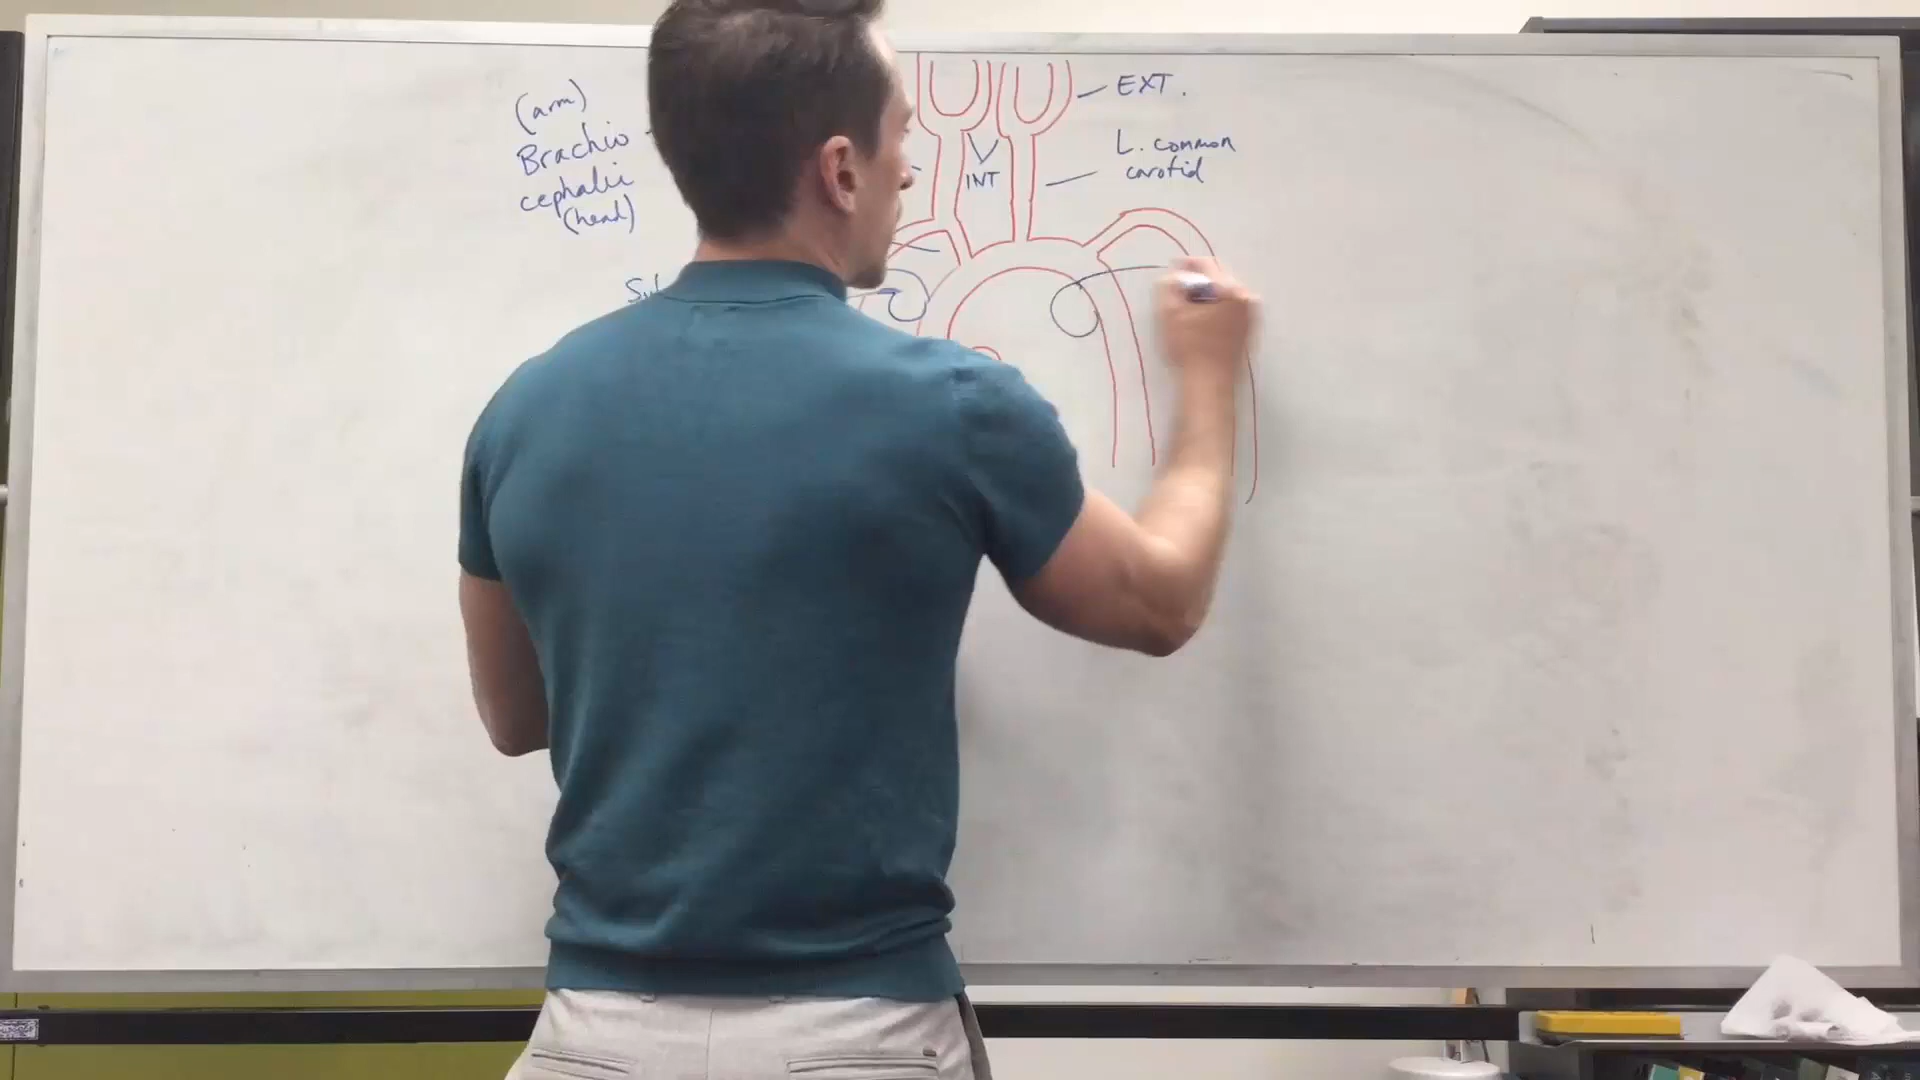 (arm)
Brachio
cephalic
(head)
EXT.
L. common
carotid
INT